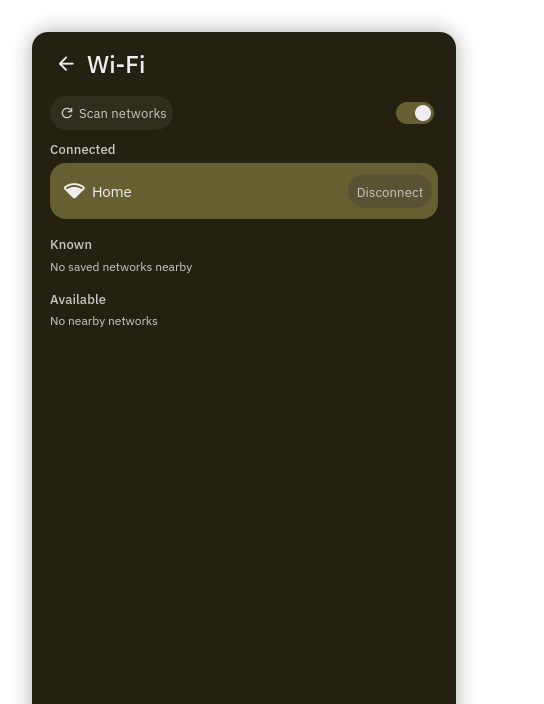 Wi-Fi
Scan networks
Connected
Home
Disconnect
Known
No saved networks nearby
Available
No nearby networks